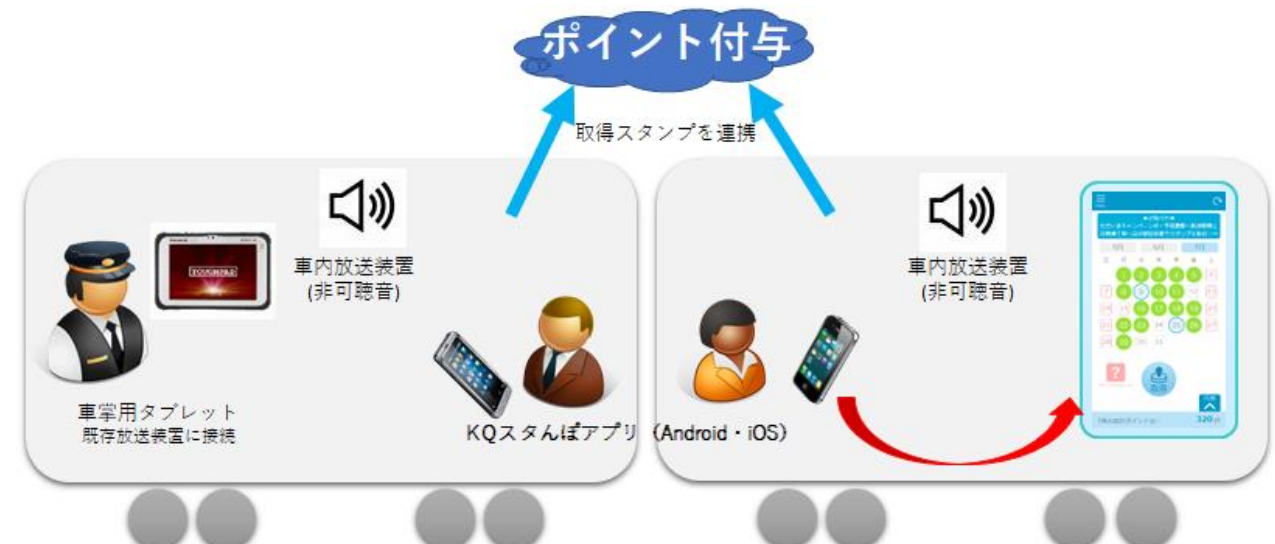 ポイント付与
取得スタンプを連携
車内放送装置
(非可聴音)
車内放送装置
(非可聴音)
TOUGHPAD
車掌用タブレット
既存放送装置に接続
KQスタんぽアプリ（Android・iOS）
320